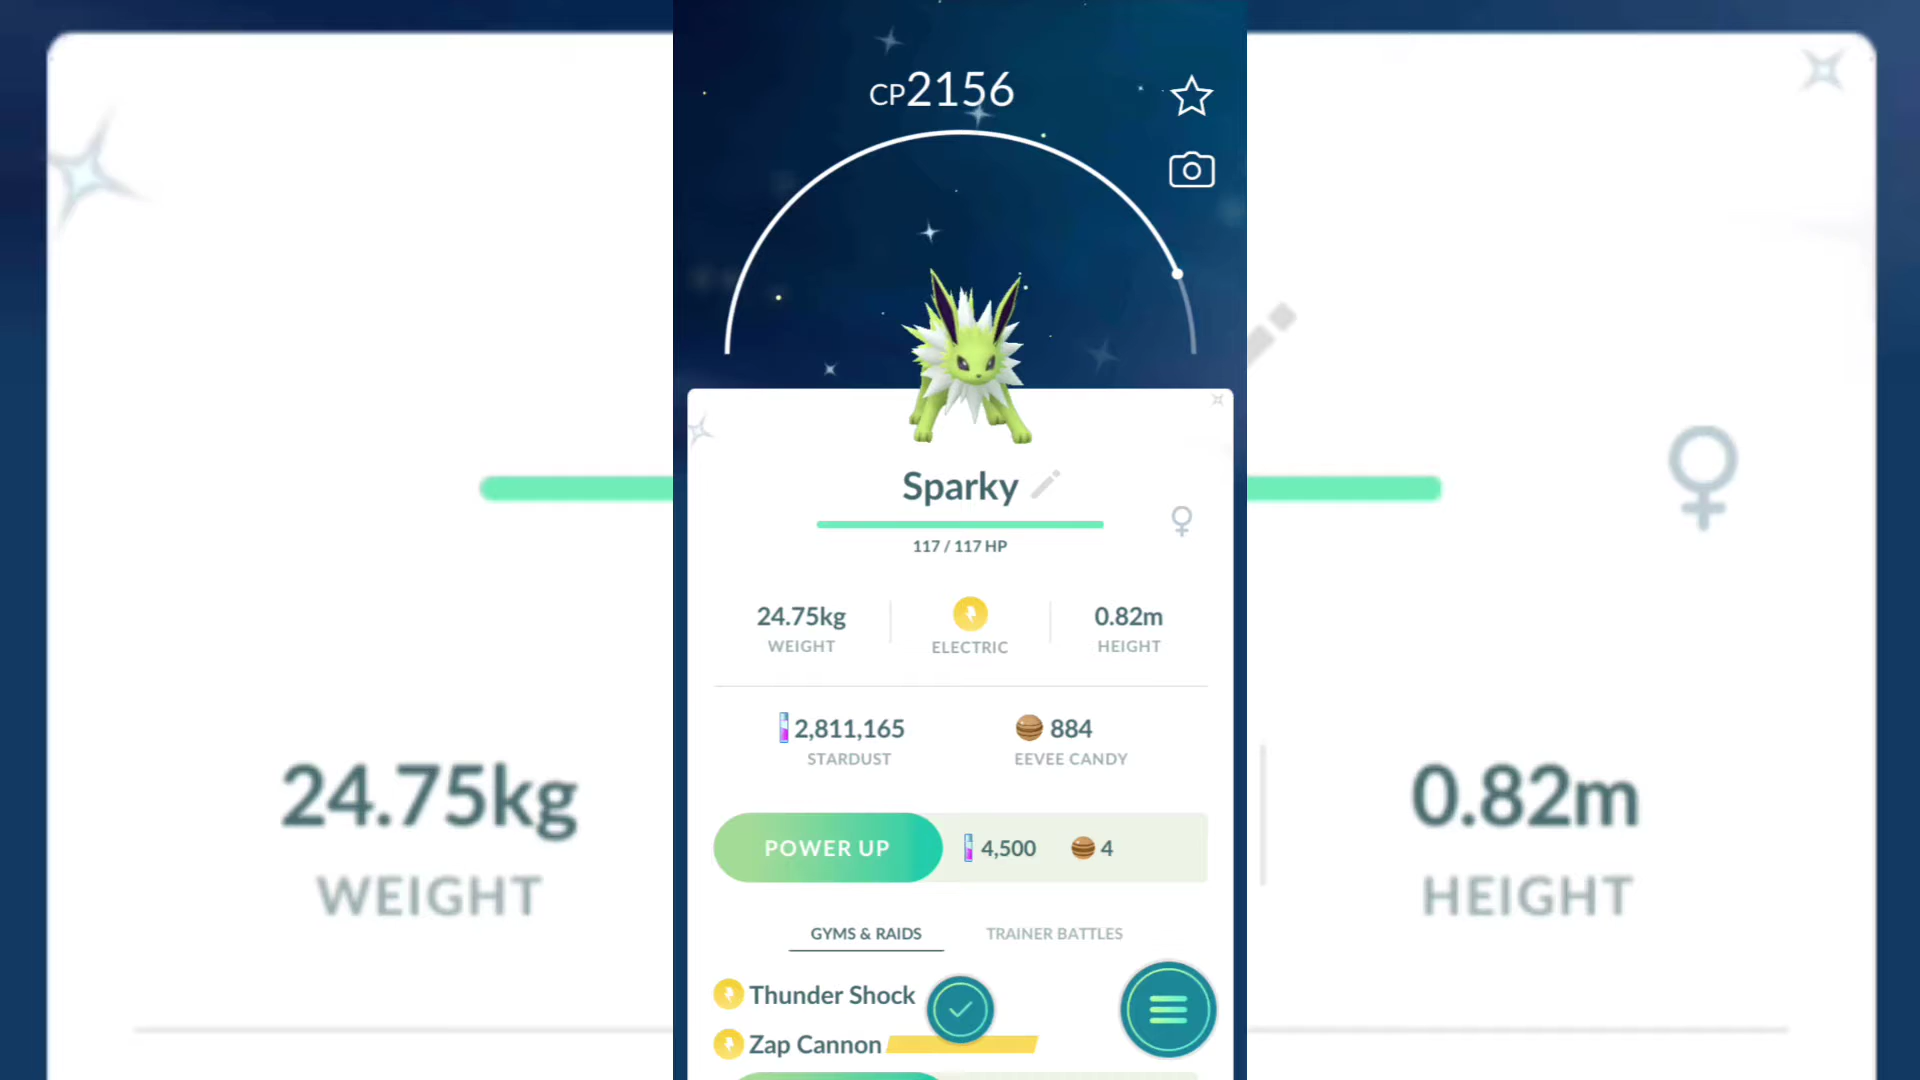 CP2156
Sparky
117 / 117 HP
24.75kg
WEIGHT
ELECTRIC
0.82m
HEIGHT
2,811,165
STARDUST
884
EEVEE CANDY
POWER UP
4,500
4
GYMS & RAIDS
TRAINER BATTLES
Thunder Shock
Zap Cannon
24.75kg
WEIGHT
0.82m
HEIGHT